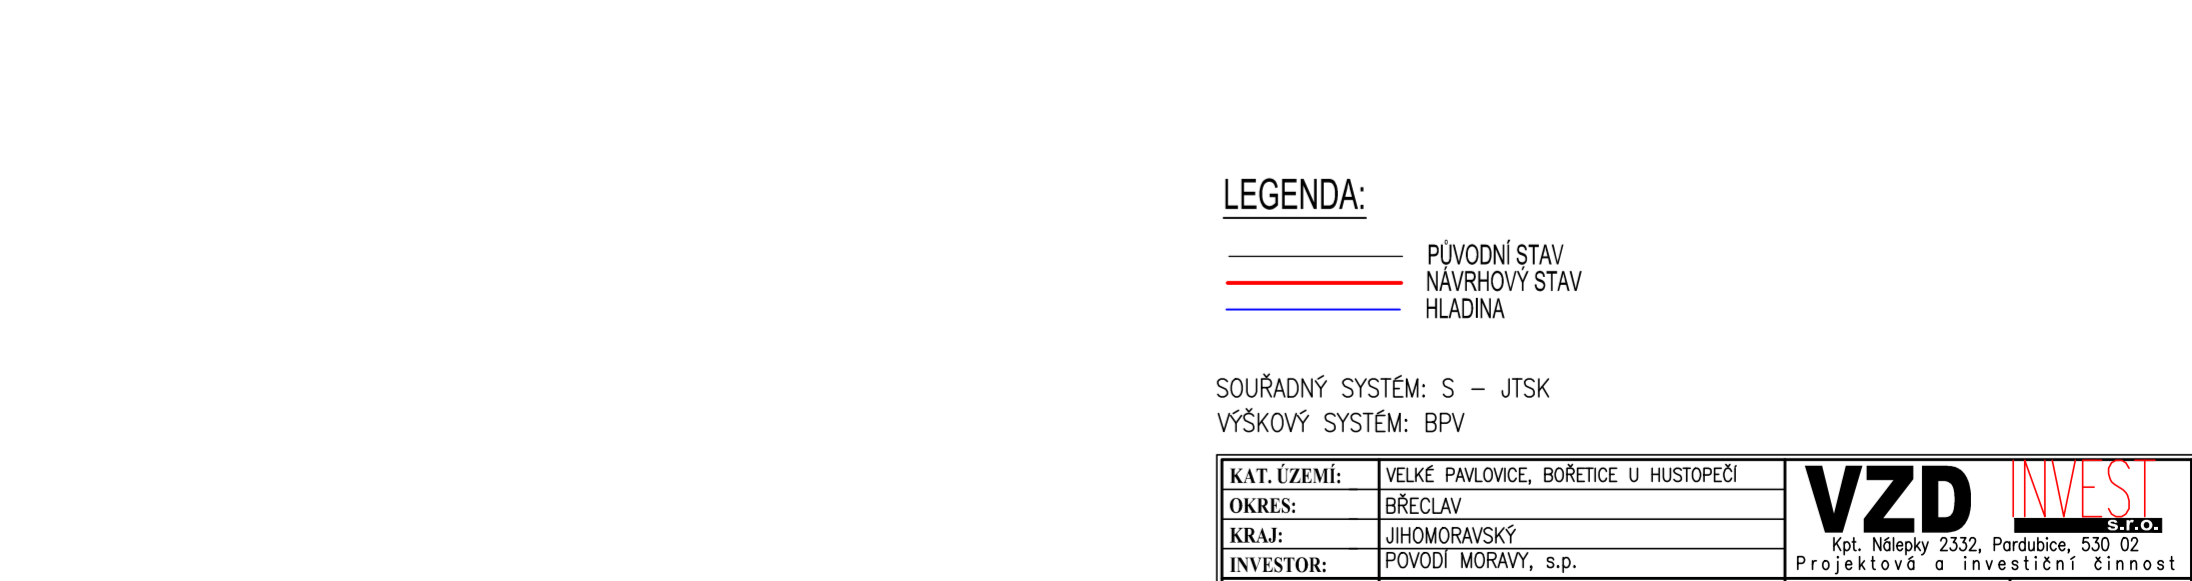 LEGENDA:
PŮVODNÍ STAV
NÁVRHOVÝ STAV
HLADINA
SOUŘADNÝ SYSTÉM: S - JTSK
VÝŠKOVÝ SYSTÉM: BPV
KAT. ÚZEMÍ: VELKÉ PAVLOVICE, BOŘETICE U HUSTOPEČÍ
OKRES: BŘECLAV
KRAJ: JIHOMORAVSKÝ
INVESTOR: POVODÍ MORAVY, s.p.
VZD INVEST
s.r.o.
Kpt. Nálepky 2332, Pardubice, 530 02
Projektová a investiční činnost